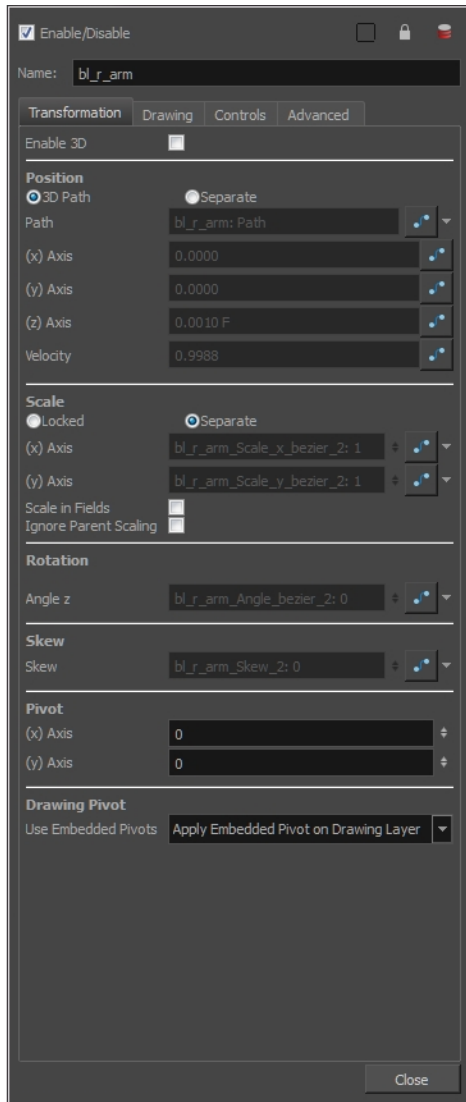 Enable/Disable
Name: bl_r_arm
Transformation Drawing Controls Advanced
Enable 3D
Position
3D Path Separate
Path bl_r_arm: Path
(x) Axis 0.0000
(y) Axis 0.0000
(z) Axis 0.0010 F
Velocity 0.9988
Scale
Locked Separate
(x) Axis bl_r_arm_Scale_x_bezier_2: 1
(y) Axis bl_r_arm_Scale_y_bezier_2: 1
Scale in Fields
Ignore Parent Scaling
Rotation
Angle z bl_r_arm_Angle_bezier_2: 0
Skew
Skew bl_r_arm_Skew_2: 0
Pivot
(x) Axis 0
(y) Axis 0
Drawing Pivot
Use Embedded Pivots Apply Embedded Pivot on Drawing Layer
Close